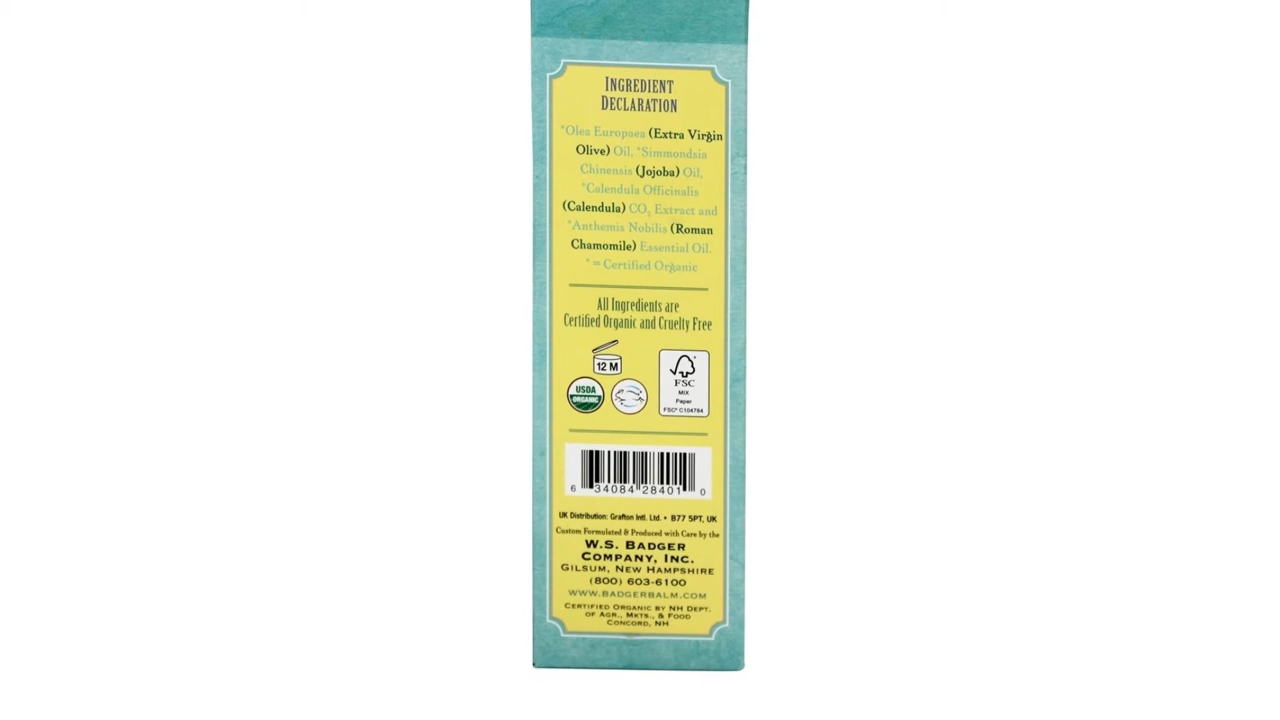 INGREDIENT
DECLARATION
*Olea Europaea (Extra Virgin
Olive) Oil, *Simmondsia
Chinensis (Jojoba) Oil,
*Calendula Officinalis
(Calendula) CO₂ Extract and
*Anthemis Nobilis (Roman
Chamomile) Essential Oil.
* = Certified Organic
All Ingredients are
Certified Organic and Cruelty Free
12 M
USDA
ORGANIC
FSC
MIX
Paper
FSC® C104784
6 34084 28401 0
UK Distribution: Grafton Intl. Ltd. • B77 5PT, UK
Custom Formulated & Produced with Care by the
W.S. BADGER
COMPANY, INC.
GILSUM, NEW HAMPSHIRE
(800) 603-6100
WWW.BADGERBALM.COM
CERTIFIED ORGANIC BY NH DEPT.
OF AGR., MKTS., & FOOD
CONCORD, NH